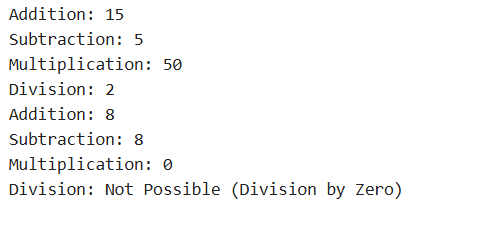 Addition: 15
Subtraction: 5
Multiplication: 50
Division: 2
Addition: 8
Subtraction: 8
Multiplication: 0
Division: Not Possible (Division by Zero)